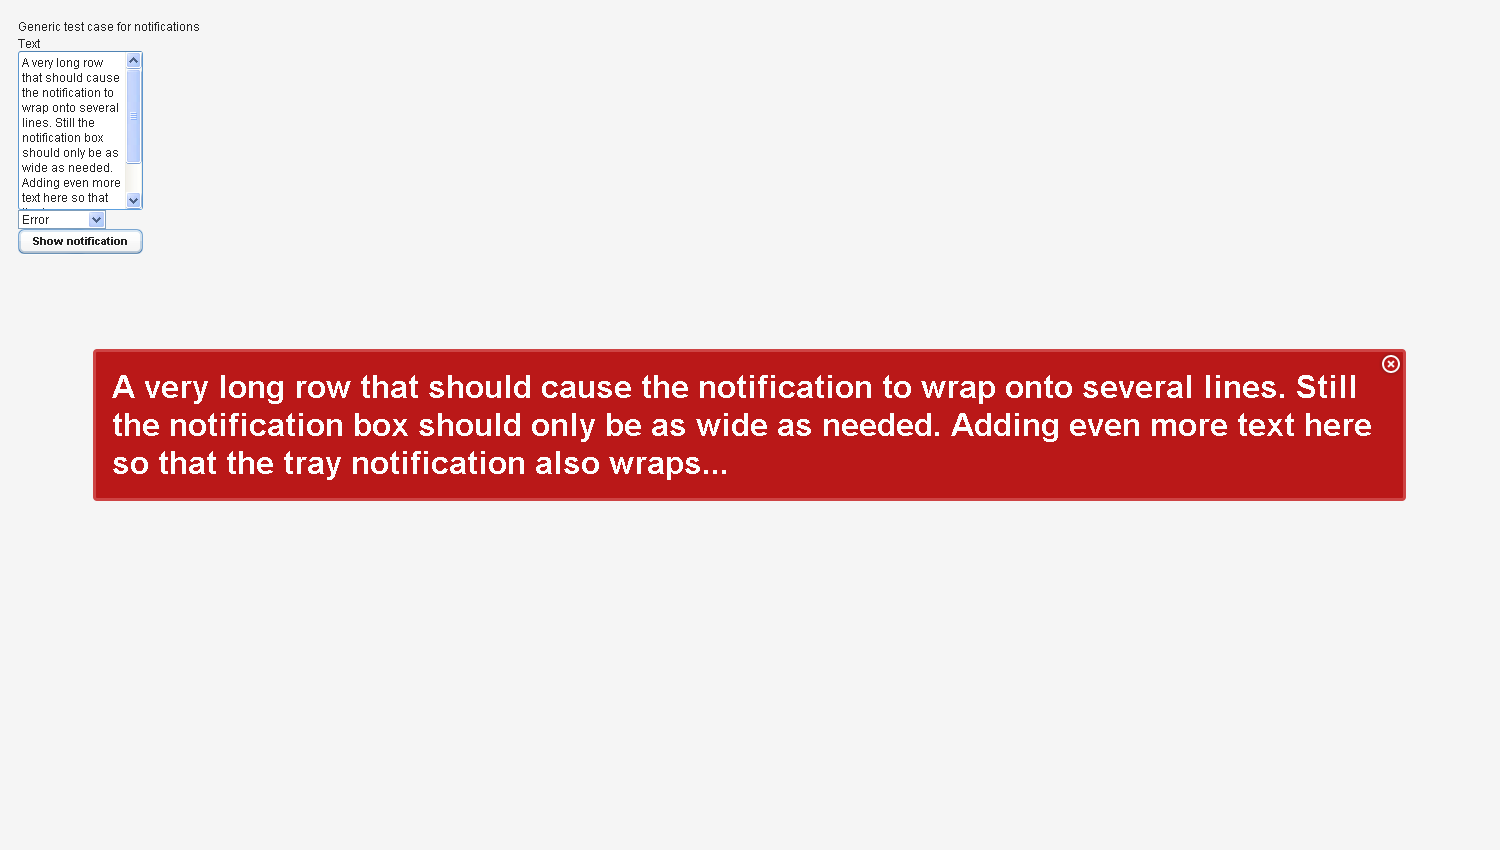 Generic test case for notifications
Text
A very long row
that should cause
the notification to
wrap onto several
lines. Still the
notification box
should only be as
wide as needed.
Adding even more
text here so that
Error
Show notification
A very long row that should cause the notification to wrap onto several lines. Still
the notification box should only be as wide as needed. Adding even more text here
so that the tray notification also wraps...